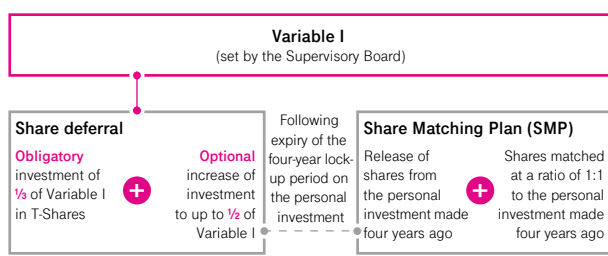 Variable I
(set by the Supervisory Board)
Share deferral
Obligatory
investment of
⅓ of Variable I
in T-Shares
+
Optional
increase of
investment
to up to ½ of
Variable I
Following
expiry of the
four-year lock-
up period on
the personal
investment
Share Matching Plan (SMP)
Release of
shares from
the personal
investment made
four years ago
+
Shares matched
at a ratio of 1:1
to the personal
investment made
four years ago